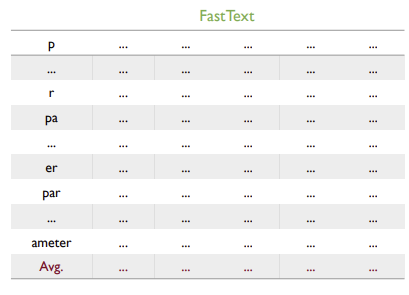 FastText
p ... ... ... ... ...
... ... ... ... ... ...
r ... ... ... ... ...
pa ... ... ... ... ...
... ... ... ... ... ...
er ... ... ... ... ...
par ... ... ... ... ...
... ... ... ... ... ...
ameter ... ... ... ... ...
Avg. ... ... ... ... ...